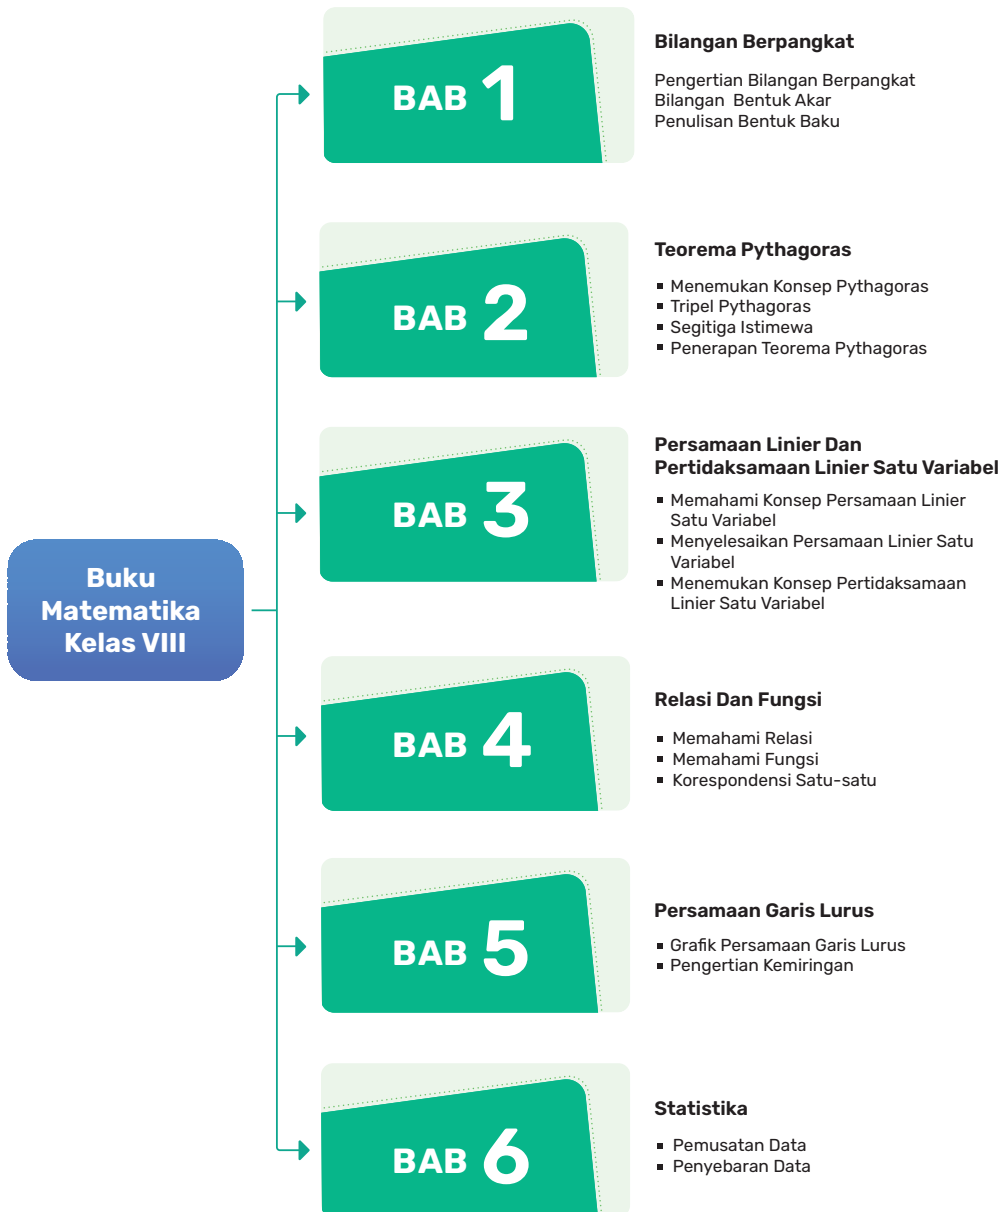 Buku
Matematika
Kelas VIII
BAB 1
Bilangan Berpangkat
Pengertian Bilangan Berpangkat
Bilangan Bentuk Akar
Penulisan Bentuk Baku
BAB 2
Teorema Pythagoras
▪ Menemukan Konsep Pythagoras
▪ Tripel Pythagoras
▪ Segitiga Istimewa
▪ Penerapan Teorema Pythagoras
BAB 3
Persamaan Linier Dan
Pertidaksamaan Linier Satu Variabel
▪ Memahami Konsep Persamaan Linier
Satu Variabel
▪ Menyelesaikan Persamaan Linier Satu
Variabel
▪ Menemukan Konsep Pertidaksamaan
Linier Satu Variabel
BAB 4
Relasi Dan Fungsi
▪ Memahami Relasi
▪ Memahami Fungsi
▪ Korespondensi Satu-satu
BAB 5
Persamaan Garis Lurus
▪ Grafik Persamaan Garis Lurus
▪ Pengertian Kemiringan
BAB 6
Statistika
▪ Pemusatan Data
▪ Penyebaran Data